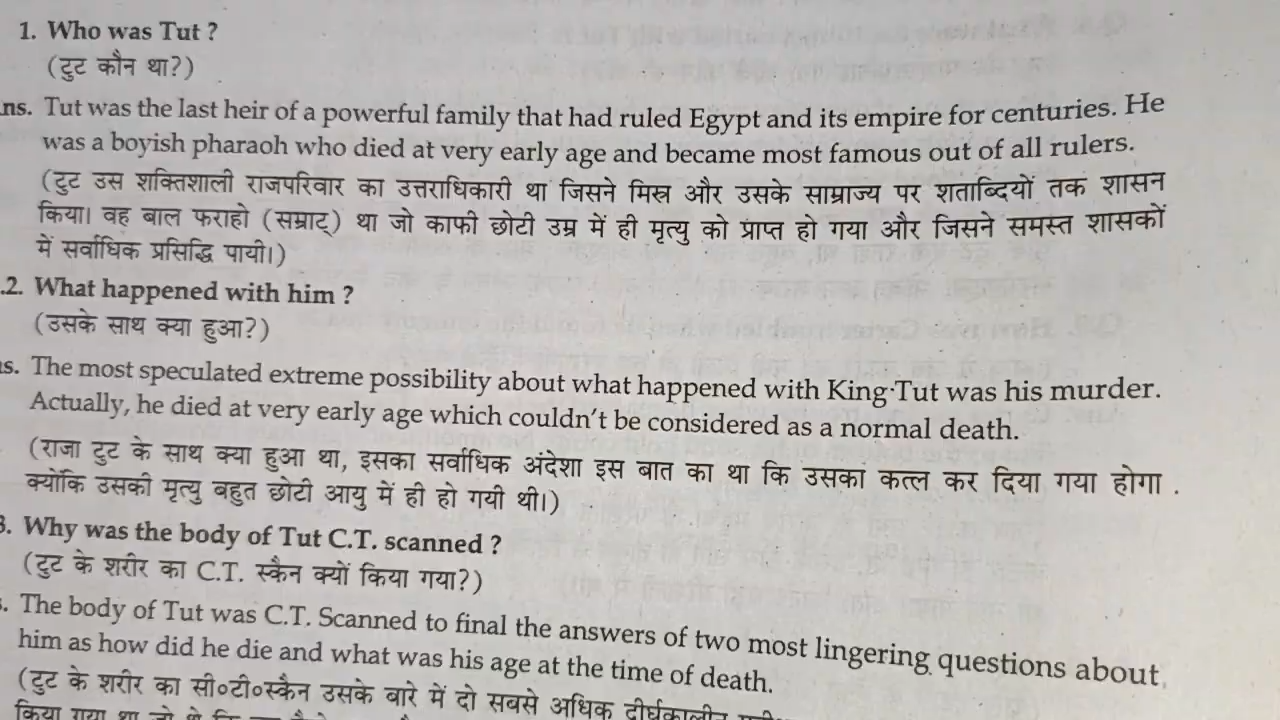 1. Who was Tut ?
(टुट कौन था?)
ns. Tut was the last heir of a powerful family that had ruled Egypt and its empire for centuries. He
was a boyish pharaoh who died at very early age and became most famous out of all rulers.
(टुट उस शक्तिशाली राजपरिवार का उत्तराधिकारी था जिसने मिस्र और उसके साम्राज्य पर शताब्दियों तक शासन
किया। वह बाल फराहो (सम्राट्) था जो काफी छोटी उम्र में ही मृत्यु को प्राप्त हो गया और जिसने समस्त शासकों
में सर्वाधिक प्रसिद्धि पायी।)
.2. What happened with him ?
(उसके साथ क्या हुआ?)
s. The most speculated extreme possibility about what happened with King Tut was his murder.
Actually, he died at very early age which couldn't be considered as a normal death.
(राजा टुट के साथ क्या हुआ था, इसका सर्वाधिक अंदेशा इस बात का था कि उसका कत्ल कर दिया गया होगा .
क्योंकि उसकी मृत्यु बहुत छोटी आयु में ही हो गयी थी।)
3. Why was the body of Tut C.T. scanned ?
(टुट के शरीर का C.T. स्कैन क्यों किया गया?)
. The body of Tut was C.T. Scanned to final the answers of two most lingering questions about
him as how did he die and what was his age at the time of death.
(टुट के शरीर का सी०टी०स्कैन उसके बारे में दो सबसे अधिक दीर्घकालीन
किया गया था